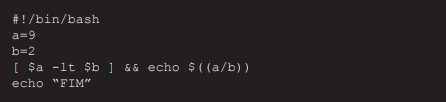 #!/bin/bash
a=9
b=2
[ $a -lt $b ] && echo $((a/b))
echo “FIM”